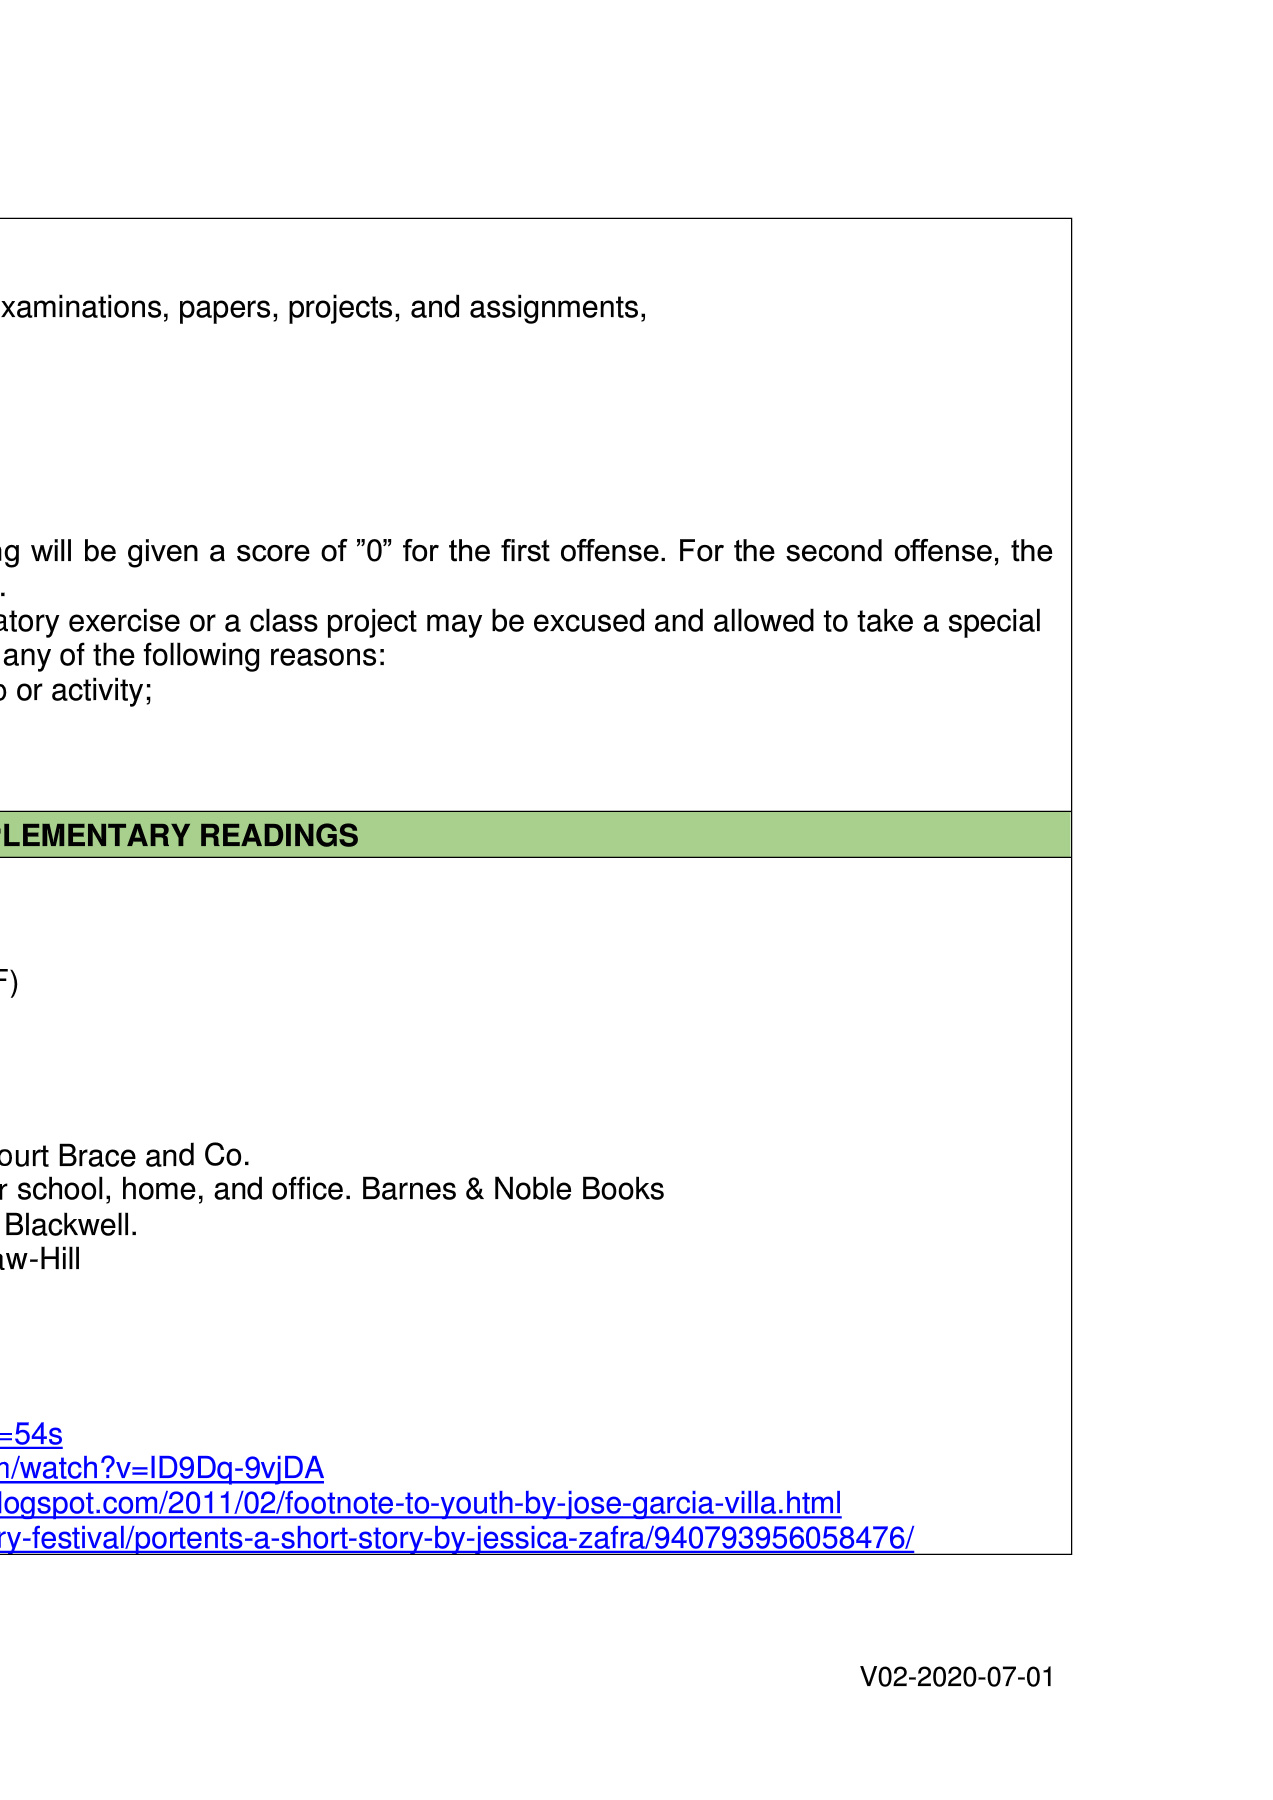 xaminations, papers, projects, and assignments,
ng will be given a score of ”0” for the first offense. For the second offense, the
.
atory exercise or a class project may be excused and allowed to take a special
any of the following reasons:
o or activity;
PLEMENTARY READINGS
F)
ourt Brace and Co.
r school, home, and office. Barnes & Noble Books
Blackwell.
aw-Hill
=54s
m/watch?v=ID9Dq-9vjDA
logspot.com/2011/02/footnote-to-youth-by-jose-garcia-villa.html
ry-festival/portents-a-short-story-by-jessica-zafra/940793956058476/
V02-2020-07-01